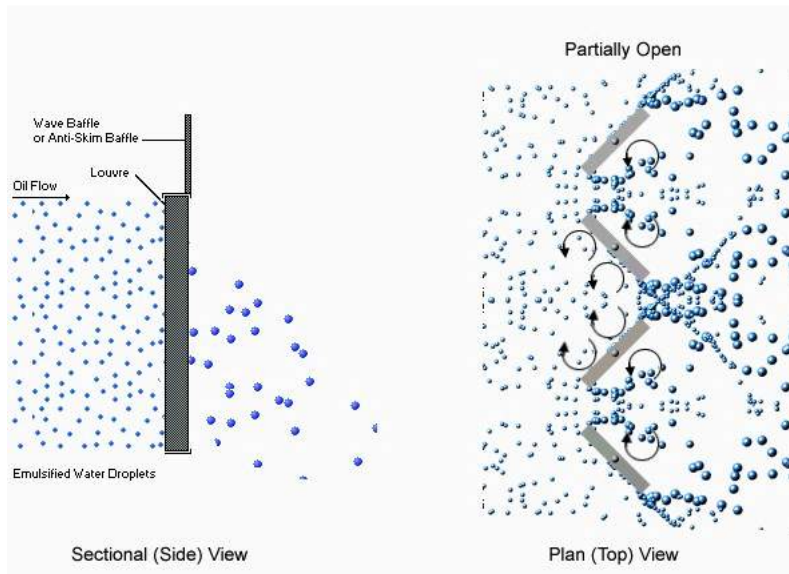 Partially Open
Wave Baffle
or Anti-Skim Baffle
Louvre
Oil Flow
Emulsified Water Droplets
Sectional (Side) View
Plan (Top) View